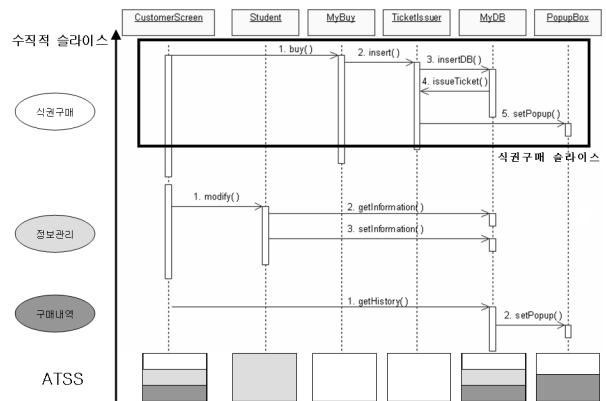 CustomerScreen Student MyBuy TicketIssuer MyDB PopupBox
수직적 슬라이스
1. buy()
2. insert()
3. insertDB()
4. issueTicket()
식권구매
5. setPopup()
식권구매 슬라이스
1. modify()
2. getInformation()
정보관리
3. setInformation()
1. getHistory()
구매내역
2. setPopup()
ATSS